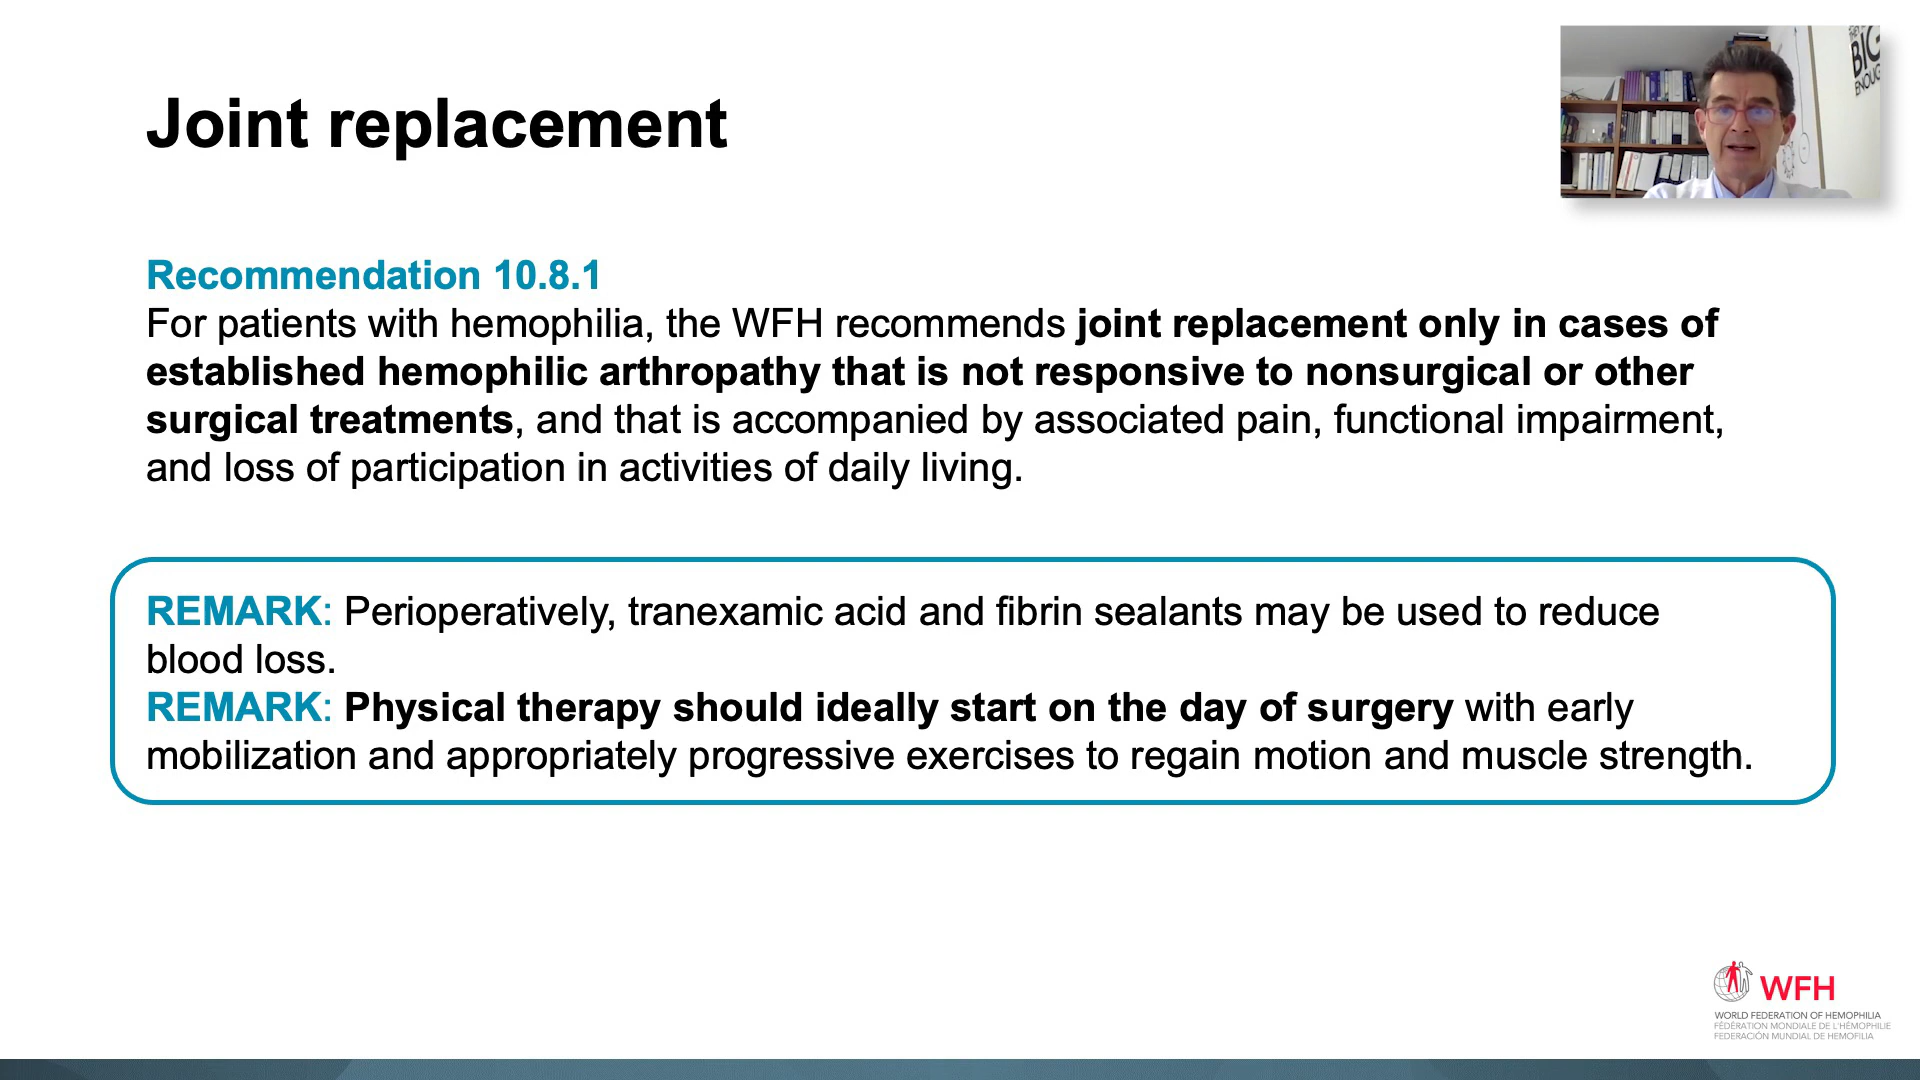 Joint replacement
BIG
ENOUG
Recommendation 10.8.1
For patients with hemophilia, the WFH recommends joint replacement only in cases of
established hemophilic arthropathy that is not responsive to nonsurgical or other
surgical treatments, and that is accompanied by associated pain, functional impairment,
and loss of participation in activities of daily living.
REMARK: Perioperatively, tranexamic acid and fibrin sealants may be used to reduce
blood loss.
REMARK: Physical therapy should ideally start on the day of surgery with early
mobilization and appropriately progressive exercises to regain motion and muscle strength.
WFH
WORLD FEDERATION OF HEMOPHILIA
FÉDÉRATION MONDIALE DE L'HÉMOPHILIE
FEDERACIÓN MUNDIAL DE HEMOFILIA